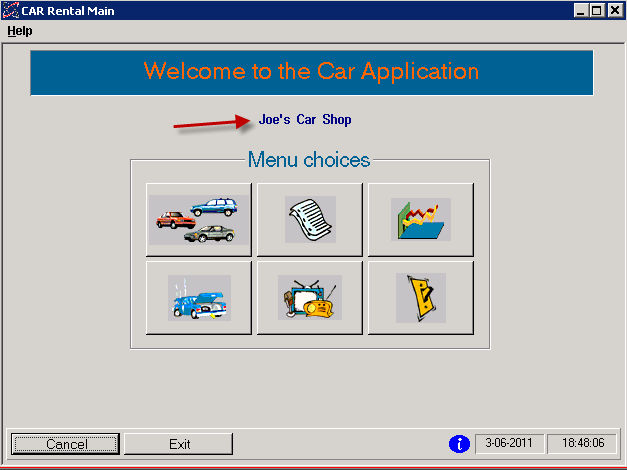 CAR Rental Main
Help
Welcome to the Car Application
Joe's Car Shop
Menu choices
Cancel
Exit
3-06-2011
18:48:06